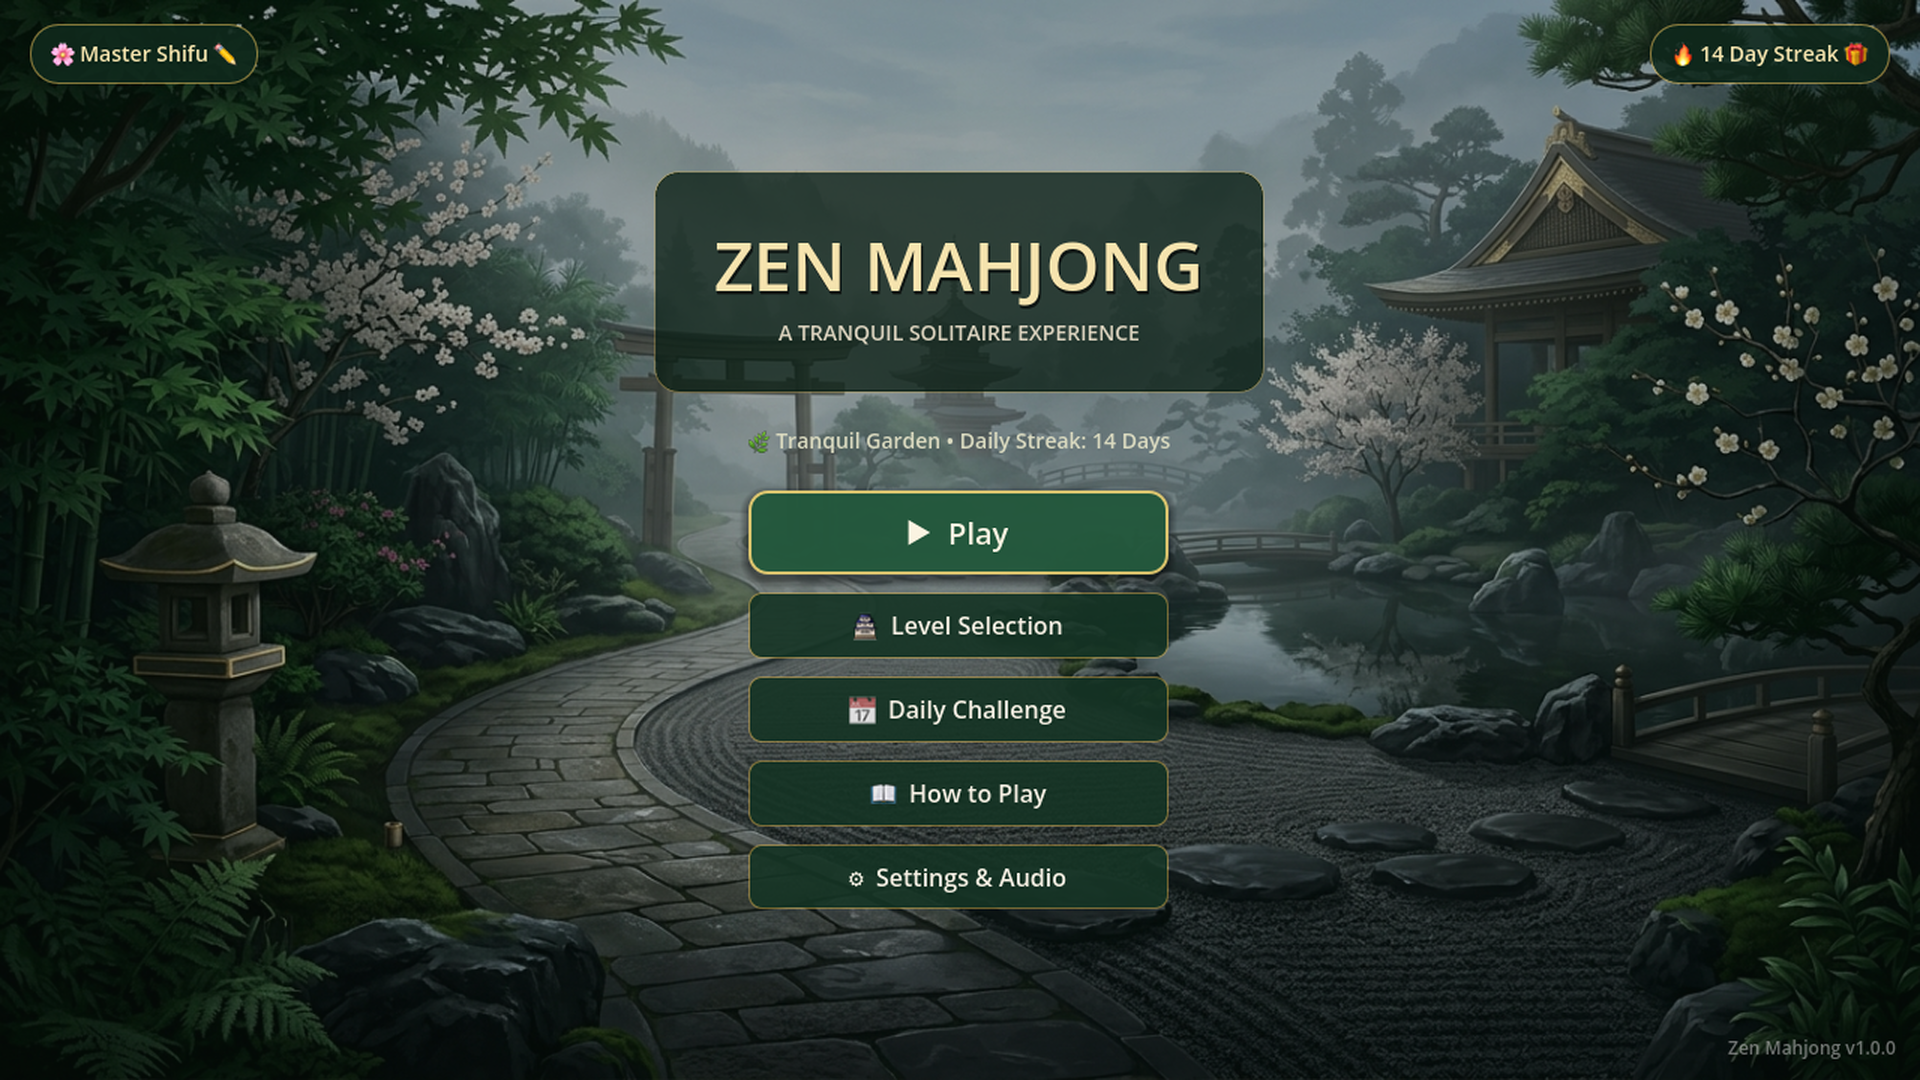 🌸 Master Shifu ✏️
🔥 14 Day Streak 🎁
ZEN MAHJONG
A TRANQUIL SOLITAIRE EXPERIENCE
🌿 Tranquil Garden • Daily Streak: 14 Days
▶ Play
Level Selection
📅 Daily Challenge
📖 How to Play
⚙ Settings & Audio
Zen Mahjong v1.0.0